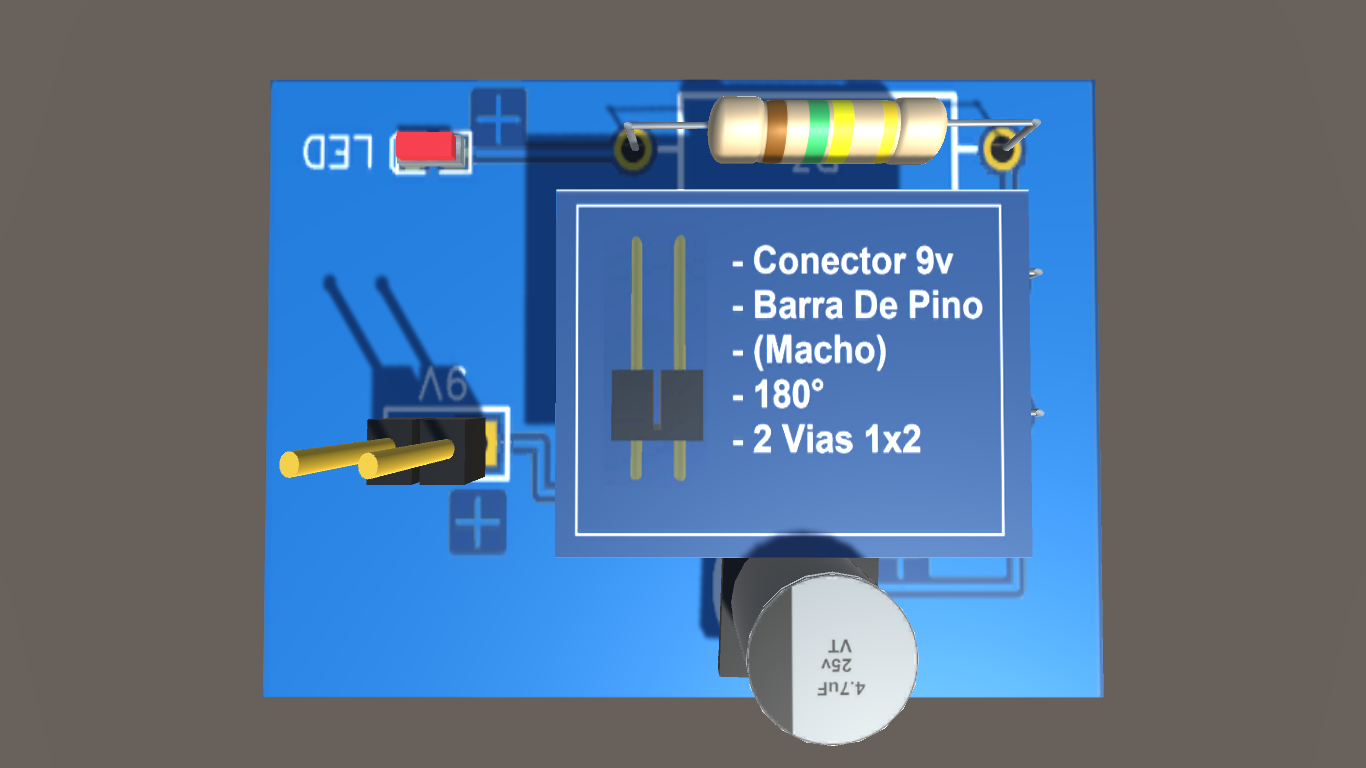 LED
- Conector 9v
- Barra De Pino
- (Macho)
- 180°
- 2 Vias 1x2
9V
4.7uF
25v
VT